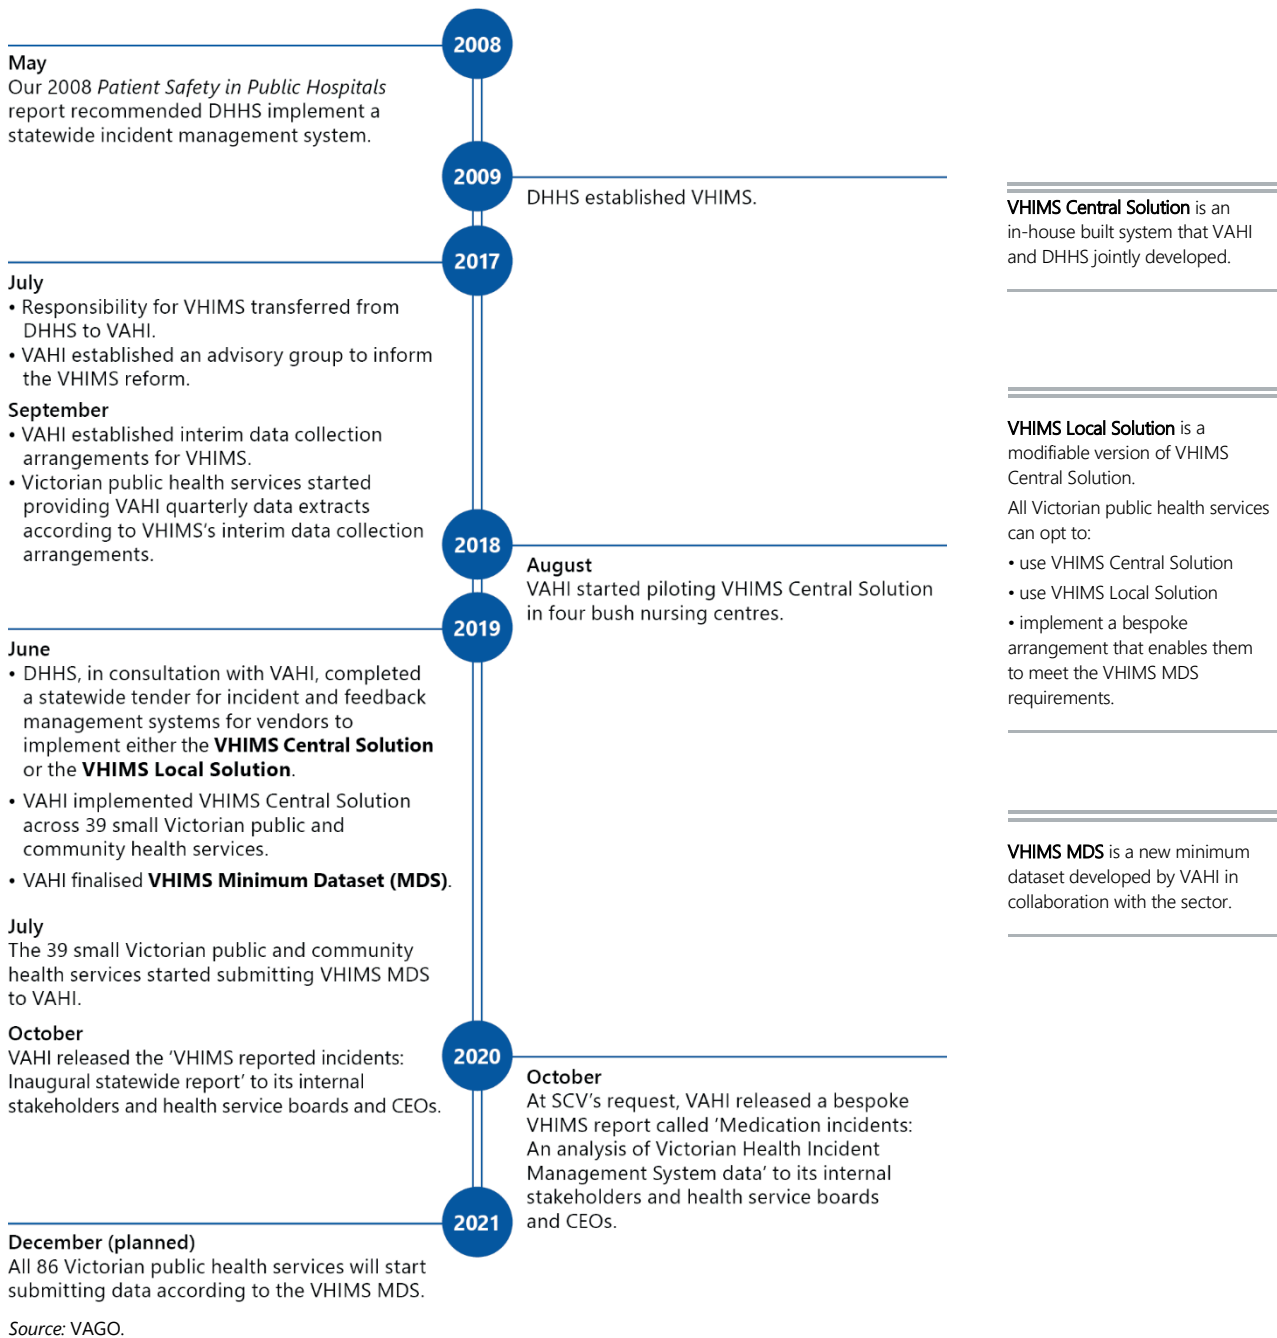 2008
May
Our 2008 Patient Safety in Public Hospitals
report recommended DHHS implement a
statewide incident management system.
2009
DHHS established VHIMS.
2017
July
• Responsibility for VHIMS transferred from
DHHS to VAHI.
• VAHI established an advisory group to inform
the VHIMS reform.
September
• VAHI established interim data collection
arrangements for VHIMS.
• Victorian public health services started
providing VAHI quarterly data extracts
according to VHIMS's interim data collection
arrangements.
2018
August
VAHI started piloting VHIMS Central Solution
in four bush nursing centres.
2019
June
• DHHS, in consultation with VAHI, completed
a statewide tender for incident and feedback
management systems for vendors to
implement either the VHIMS Central Solution
or the VHIMS Local Solution.
• VAHI implemented VHIMS Central Solution
across 39 small Victorian public and
community health services.
• VAHI finalised VHIMS Minimum Dataset (MDS).
July
The 39 small Victorian public and community
health services started submitting VHIMS MDS
to VAHI.
October
VAHI released the 'VHIMS reported incidents:
Inaugural statewide report' to its internal
stakeholders and health service boards and CEOs.
2020
October
At SCV's request, VAHI released a bespoke
VHIMS report called 'Medication incidents:
An analysis of Victorian Health Incident
Management System data' to its internal
stakeholders and health service boards
and CEOs.
2021
December (planned)
All 86 Victorian public health services will start
submitting data according to the VHIMS MDS.
Source: VAGO.
VHIMS Central Solution is an
in-house built system that VAHI
and DHHS jointly developed.
VHIMS Local Solution is a
modifiable version of VHIMS
Central Solution.
All Victorian public health services
can opt to:
• use VHIMS Central Solution
• use VHIMS Local Solution
• implement a bespoke
arrangement that enables them
to meet the VHIMS MDS
requirements.
VHIMS MDS is a new minimum
dataset developed by VAHI in
collaboration with the sector.